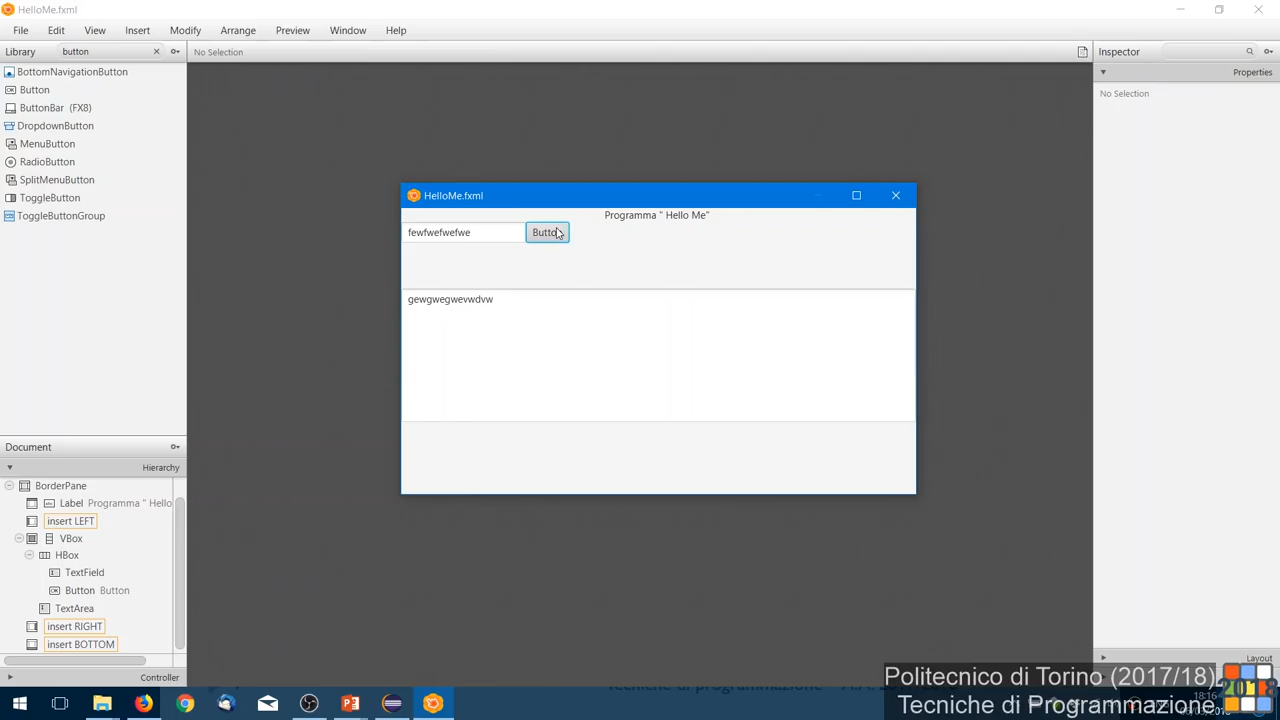 HelloMe.fxml
File Edit View Insert Modify Arrange Preview Window Help
Library button
No Selection
Inspector
BottomNavigationButton
Properties
Button
No Selection
ButtonBar (FX8)
DropdownButton
MenuButton
RadioButton
SplitMenuButton
ToggleButton
ToggleButtonGroup
HelloMe.fxml
Programma " Hello Me"
fewfwefwefwe
gewgwegwevwdvw
Document
Hierarchy
BorderPane
Label Programma " Hello
insert LEFT
VBox
HBox
TextField
Button Button
TextArea
insert RIGHT
insert BOTTOM
Layout
Controller
Politecnico di Torino (2017/18)
Tecniche di Programmazione
2018
18:16